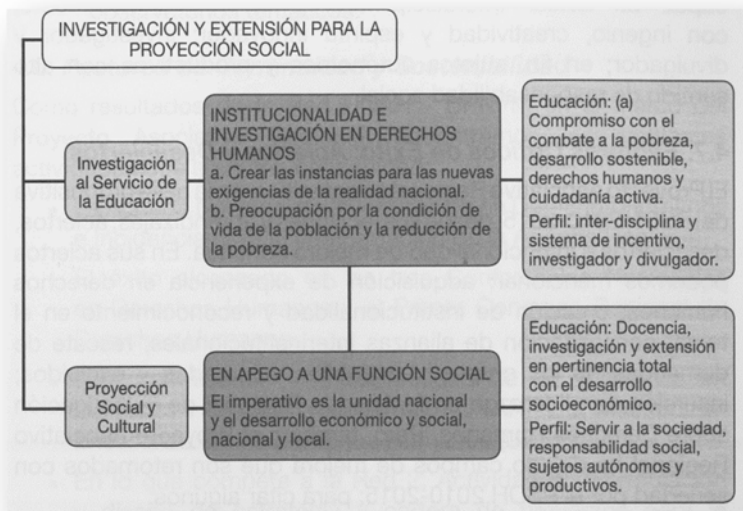 INVESTIGACIÓN Y EXTENSIÓN PARA LA
PROYECCIÓN SOCIAL
Investigación
al Servicio de
la Educación
INSTITUCIONALIDAD E
INVESTIGACIÓN EN DERECHOS
HUMANOS
a. Crear las instancias para las nuevas
exigencias de la realidad nacional.
b. Preocupación por la condición de
vida de la población y la reducción de
la pobreza.
Educación: (a)
Compromiso con el
combate a la pobreza,
desarrollo sostenible,
derechos humanos y
cuidadanía activa.
Perfil: inter-disciplina y
sistema de incentivo,
investigador y divulgador.
Proyección
Social y
Cultural
EN APEGO A UNA FUNCIÓN SOCIAL
El imperativo es la unidad nacional
y el desarrollo económico y social,
nacional y local.
Educación: Docencia,
investigación y extensión
en pertinencia total
con el desarrollo
socioeconómico.
Perfil: Servir a la sociedad,
responsabilidad social,
sujetos autónomos y
productivos.